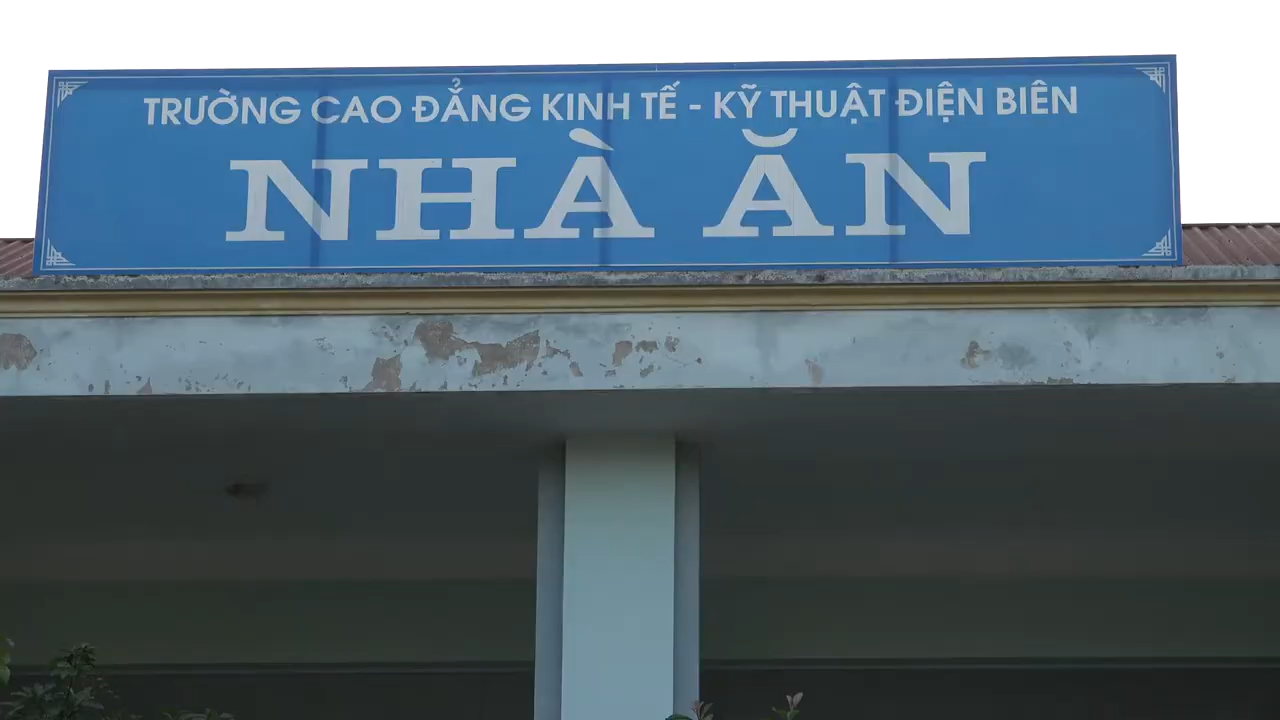 TRƯỜNG CAO ĐẲNG KINH TẾ - KỸ THUẬT ĐIỆN BIÊN
NHÀ ĂN